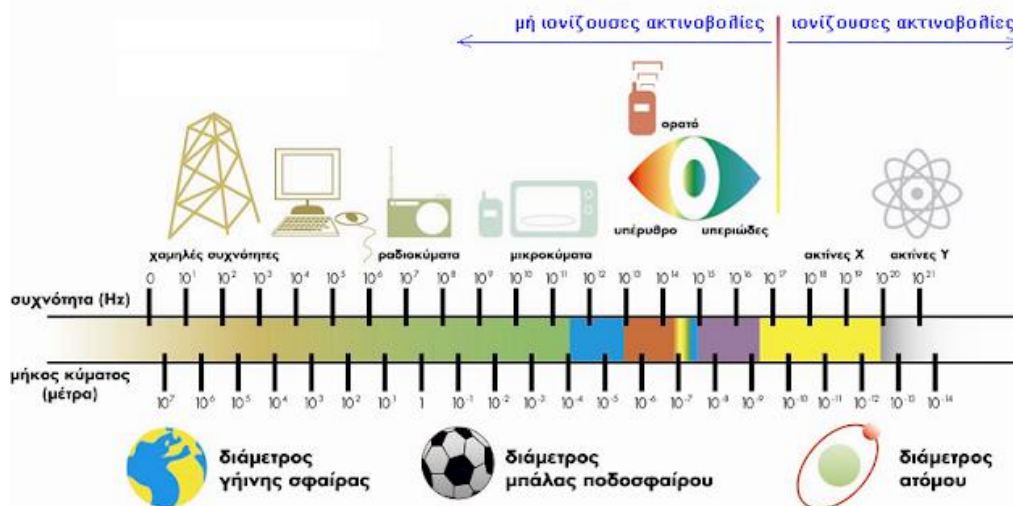 μή ιονίζουσες ακτινοβολίες
ιονίζουσες ακτινοβολίες
ορατό
υπέρυθρο
υπεριώδες
χαμηλές συχνότητες
ραδιοκύματα
μικροκύματα
ακτίνες Χ
ακτίνες Υ
συχνότητα (Hz)
0 10¹ 10² 10³ 10⁴ 10⁵ 10⁶ 10⁷ 10⁸ 10⁹ 10¹⁰ 10¹¹ 10¹² 10¹³ 10¹⁴ 10¹⁵ 10¹⁶ 10¹⁷ 10¹⁸ 10¹⁹ 10²⁰ 10²¹
μήκος κύματος
(μέτρα)
10⁷ 10⁶ 10⁵ 10⁴ 10³ 10² 10¹ 1 10⁻¹ 10⁻² 10⁻³ 10⁻⁴ 10⁻⁵ 10⁻⁶ 10⁻⁷ 10⁻⁸ 10⁻⁹ 10⁻¹⁰ 10⁻¹¹ 10⁻¹² 10⁻¹³ 10⁻¹⁴
διάμετρος
γήινης σφαίρας
διάμετρος
μπάλας ποδοσφαίρου
διάμετρος
ατόμου